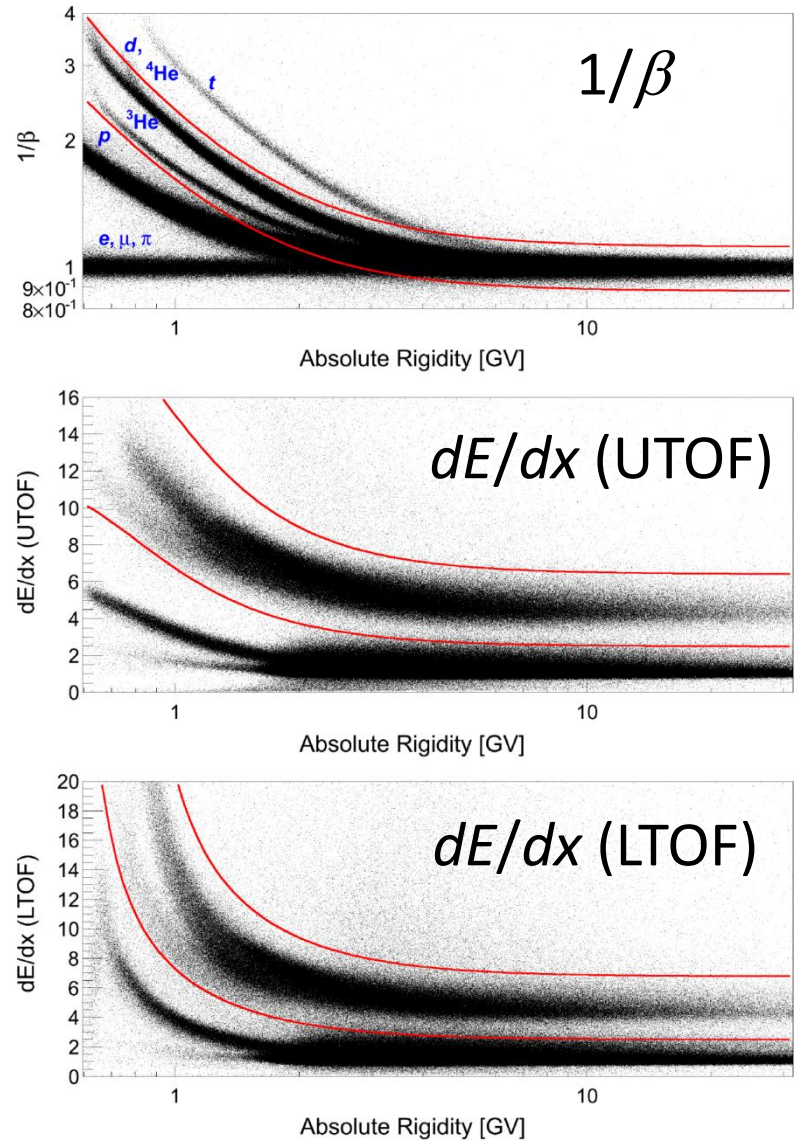 4
3
2
1
9×10⁻¹
8×10⁻¹
1/β
d,
⁴He
t
³He
p
e, μ, π
1/β
1
10
Absolute Rigidity [GV]
16
14
12
10
8
6
4
2
0
dE/dx (UTOF)
dE/dx (UTOF)
1
10
Absolute Rigidity [GV]
20
18
16
14
12
10
8
6
4
2
0
dE/dx (LTOF)
dE/dx (LTOF)
1
10
Absolute Rigidity [GV]